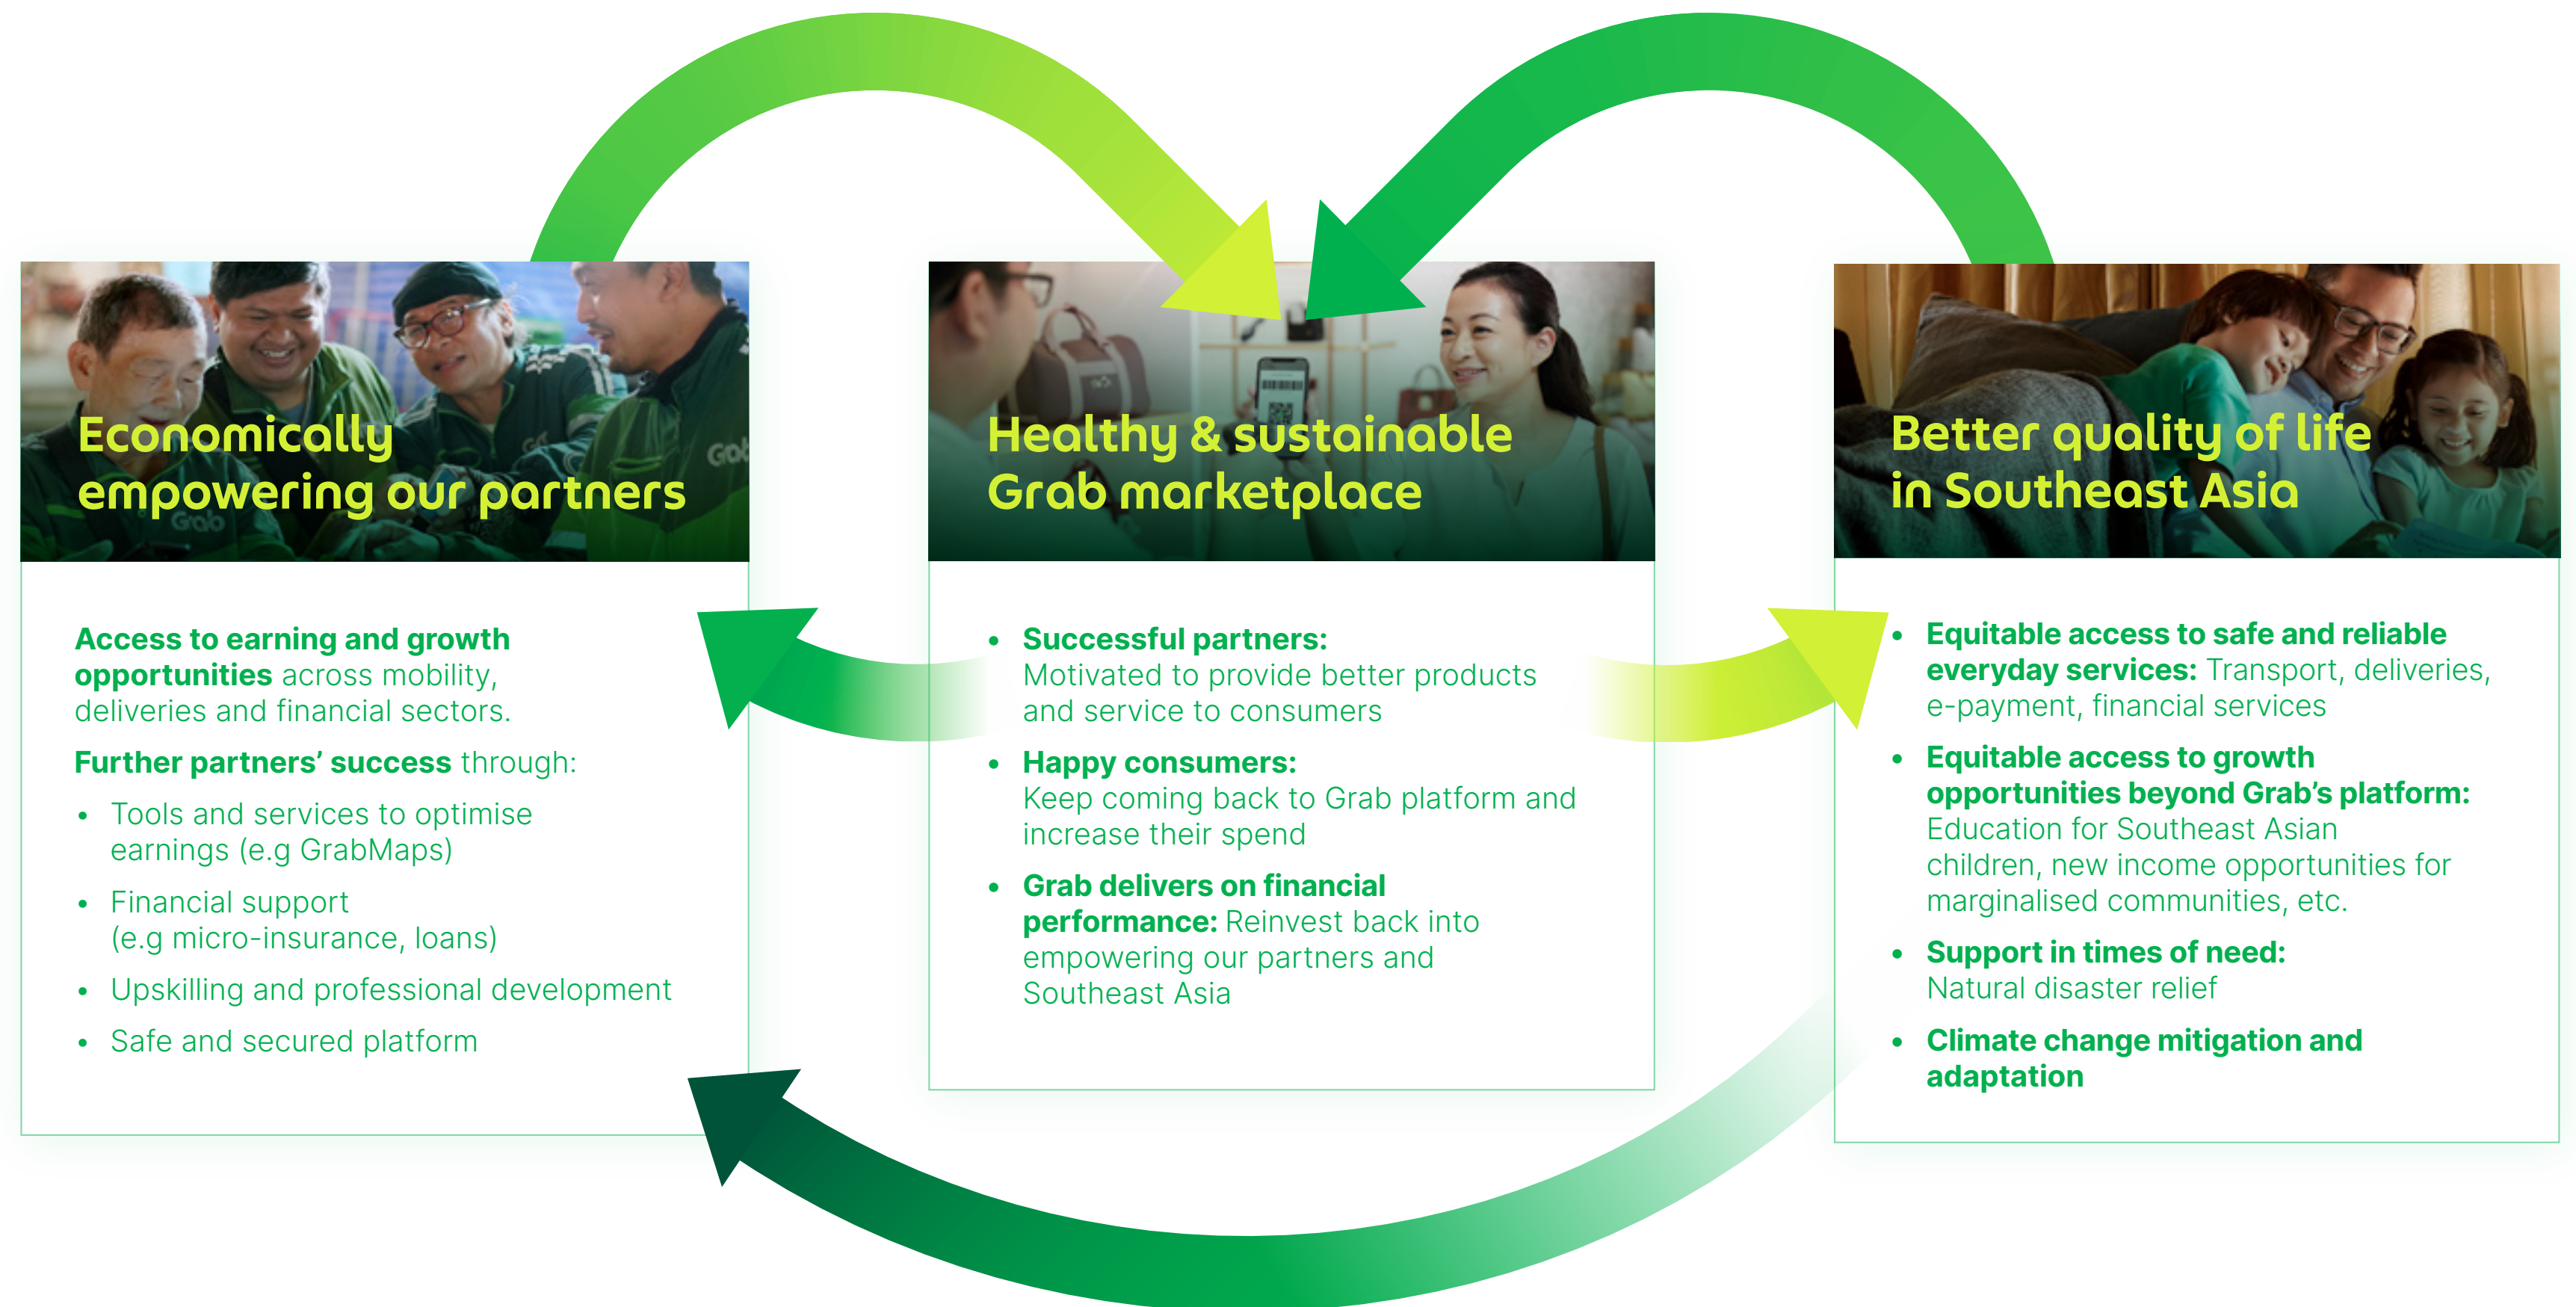 Economically
empowering our partners
Grab
Grab
Access to earning and growth
opportunities across mobility,
deliveries and financial sectors.
Further partners’ success through:
• Tools and services to optimise
earnings (e.g GrabMaps)
• Financial support
(e.g micro-insurance, loans)
• Upskilling and professional development
• Safe and secured platform
Healthy & sustainable
Grab marketplace
• Successful partners:
Motivated to provide better products
and service to consumers
• Happy consumers:
Keep coming back to Grab platform and
increase their spend
• Grab delivers on financial
performance: Reinvest back into
empowering our partners and
Southeast Asia
Better quality of life
in Southeast Asia
• Equitable access to safe and reliable
everyday services: Transport, deliveries,
e-payment, financial services
• Equitable access to growth
opportunities beyond Grab’s platform:
Education for Southeast Asian
children, new income opportunities for
marginalised communities, etc.
• Support in times of need:
Natural disaster relief
• Climate change mitigation and
adaptation